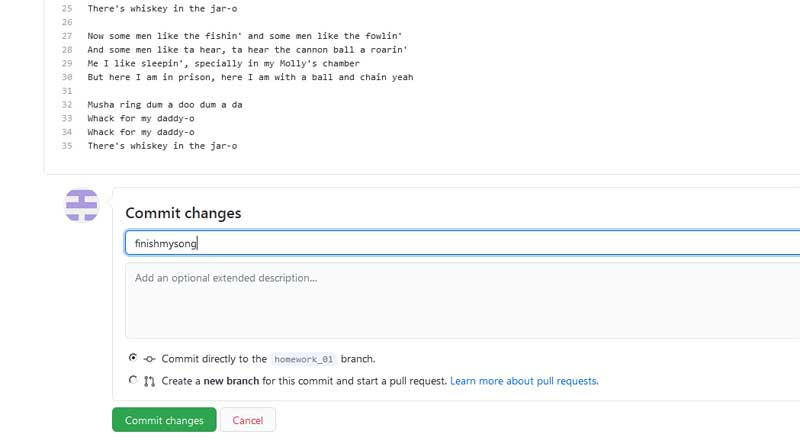 25 There's whiskey in the jar-o
26
27 Now some men like the fishin' and some men like the fowlin'
28 And some men like ta hear, ta hear the cannon ball a roarin'
29 Me I like sleepin', specially in my Molly's chamber
30 But here I am in prison, here I am with a ball and chain yeah
31
32 Musha ring dum a doo dum a da
33 Whack for my daddy-o
34 Whack for my daddy-o
35 There's whiskey in the jar-o
Commit changes
finishmysong
Add an optional extended description...
Commit directly to the homework_01 branch.
Create a new branch for this commit and start a pull request. Learn more about pull requests.
Commit changes Cancel